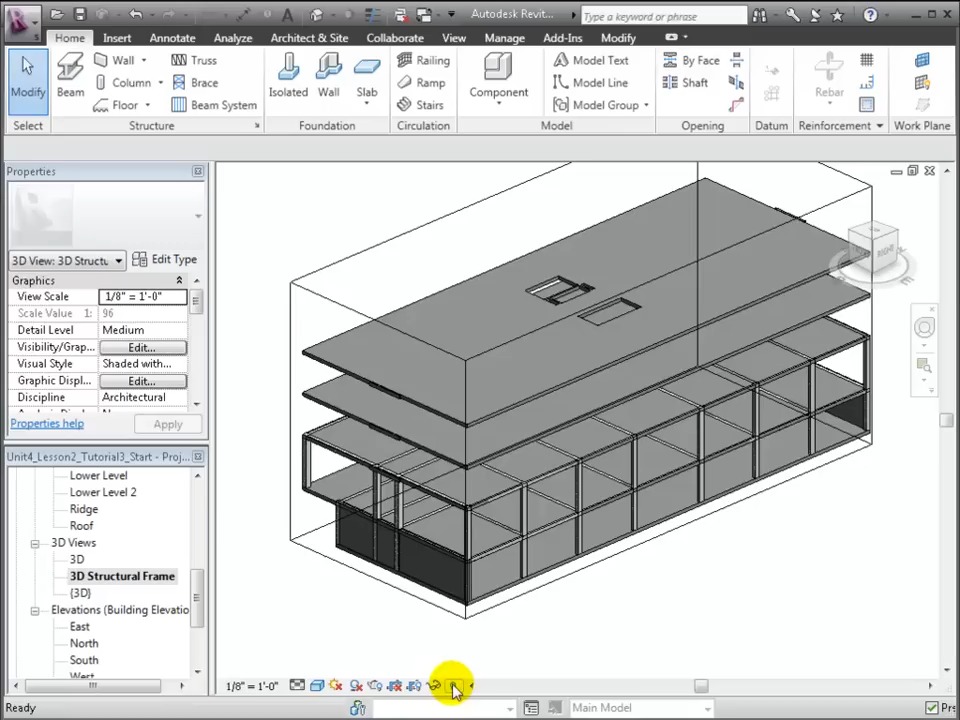 Autodesk Revit...
Type a keyword or phrase
Home Insert Annotate Analyze Architect & Site Collaborate View Manage Add-Ins Modify
Modify
Beam
Wall
Column
Floor
Truss
Brace
Beam System
Isolated
Wall
Slab
Railing
Ramp
Stairs
Component
Model Text
Model Line
Model Group
By Face
Shaft
Rebar
Select Structure Foundation Circulation Model Opening Datum Reinforcement Work Plane
Properties
3D View: 3D Structu
Edit Type
Graphics
View Scale 1/8" = 1'-0"
Scale Value 1: 96
Detail Level Medium
Visibility/Grap... Edit...
Visual Style Shaded with...
Graphic Displ... Edit...
Discipline Architectural
Properties help Apply
Unit4_Lesson2_Tutorial3_Start - Proj...
Lower Level
Lower Level 2
Ridge
Roof
3D Views
3D
3D Structural Frame
{3D}
Elevations (Building Elevatio
East
North
South
West
1/8" = 1'-0"
Ready
Main Model